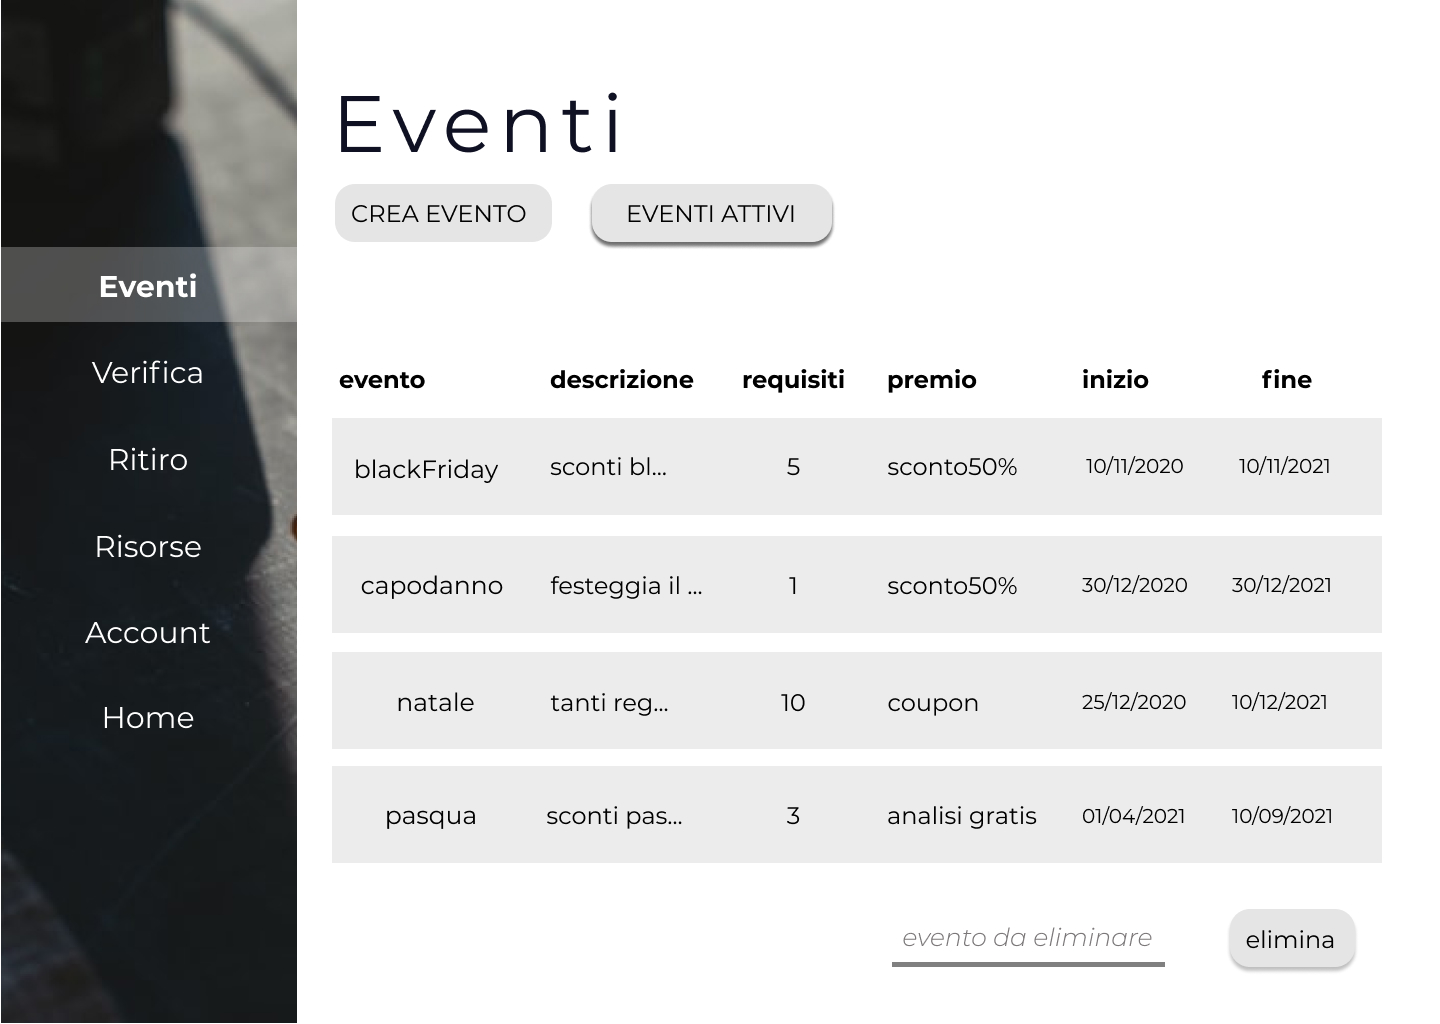 Eventi
CREA EVENTO
EVENTI ATTIVI
Eventi
Verifica
Ritiro
Risorse
Account
Home
evento descrizione requisiti premio inizio fine
blackFriday sconti bl... 5 sconto50% 10/11/2020 10/11/2021
capodanno festeggia il ... 1 sconto50% 30/12/2020 30/12/2021
natale tanti reg... 10 coupon 25/12/2020 10/12/2021
pasqua sconti pas... 3 analisi gratis 01/04/2021 10/09/2021
evento da eliminare
elimina